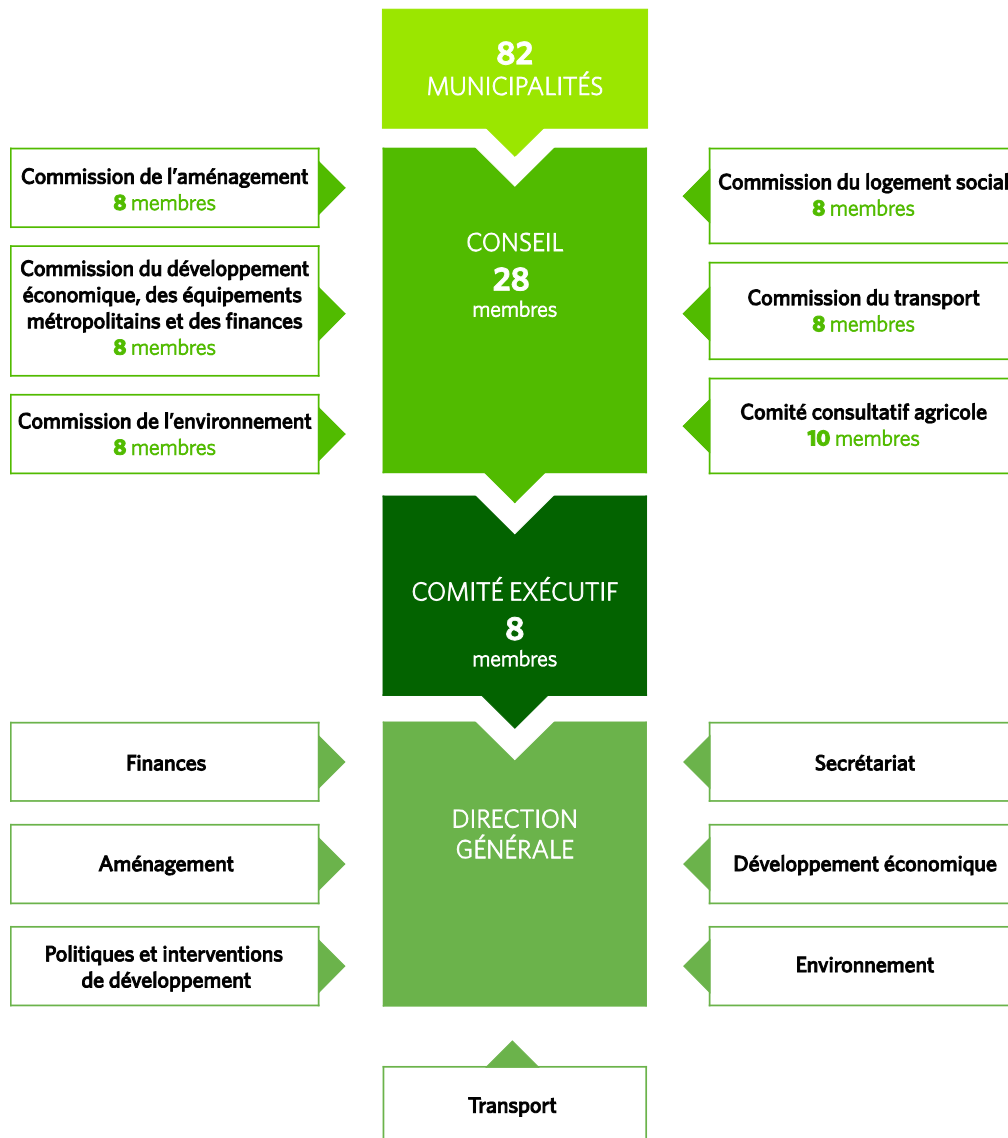 82
MUNICIPALITÉS
Commission de l'aménagement
8 membres
Commission du développement
économique, des équipements
métropolitains et des finances
8 membres
Commission de l'environnement
8 membres
CONSEIL
28
membres
Commission du logement social
8 membres
Commission du transport
8 membres
Comité consultatif agricole
10 membres
COMITÉ EXÉCUTIF
8
membres
Finances
Aménagement
Politiques et interventions
de développement
DIRECTION
GÉNÉRALE
Secrétariat
Développement économique
Environnement
Transport